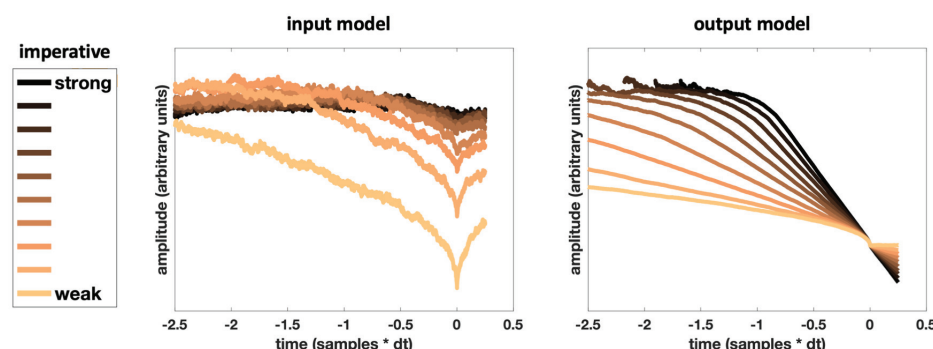 input model
output model
imperative
strong
weak
amplitude (arbitrary units)
-2.5 -2 -1.5 -1 -0.5 0 0.5
time (samples * dt)
amplitude (arbitrary units)
-2.5 -2 -1.5 -1 -0.5 0 0.5
time (samples * dt)